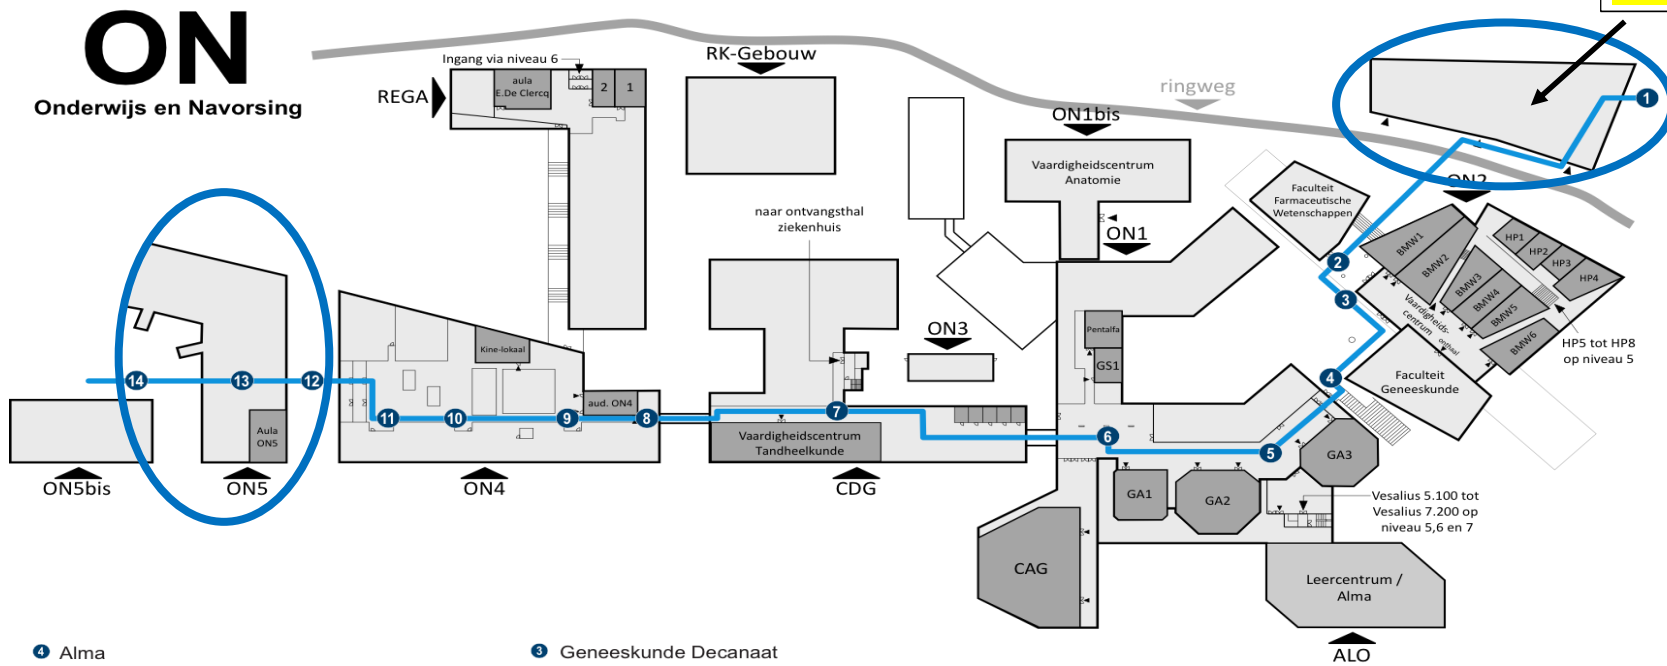 ON
Onderwijs en Navorsing
Ingang via niveau 6
REGA
aula
E.De Clercq
2
1
RK-Gebouw
ringweg
1
ON1bis
Vaardigheidscentrum
Anatomie
ON2
Faculteit
Farmaceutische
Wetenschappen
naar ontvangsthal
ziekenhuis
ON1
BMW1
BMW2
BMW3
BMW4
BMW5
BMW6
HP1
HP2
HP3
HP4
2
3
Vaardigheids-
centrum
onthaal
HP5 tot HP8
op niveau 5
Pentalfa
GS1
ON3
Kine-lokaal
Faculteit
Geneeskunde
4
14
13
12
11
10
9
aud. ON4
8
7
6
5
Aula
ON5
Vaardigheidscentrum
Tandheelkunde
GA3
GA1
GA2
ON5bis
ON5
ON4
CDG
Vesalius 5.100 tot
Vesalius 7.200 op
niveau 5,6 en 7
CAG
Leercentrum /
Alma
ALO
4 Alma
3 Geneeskunde Decanaat